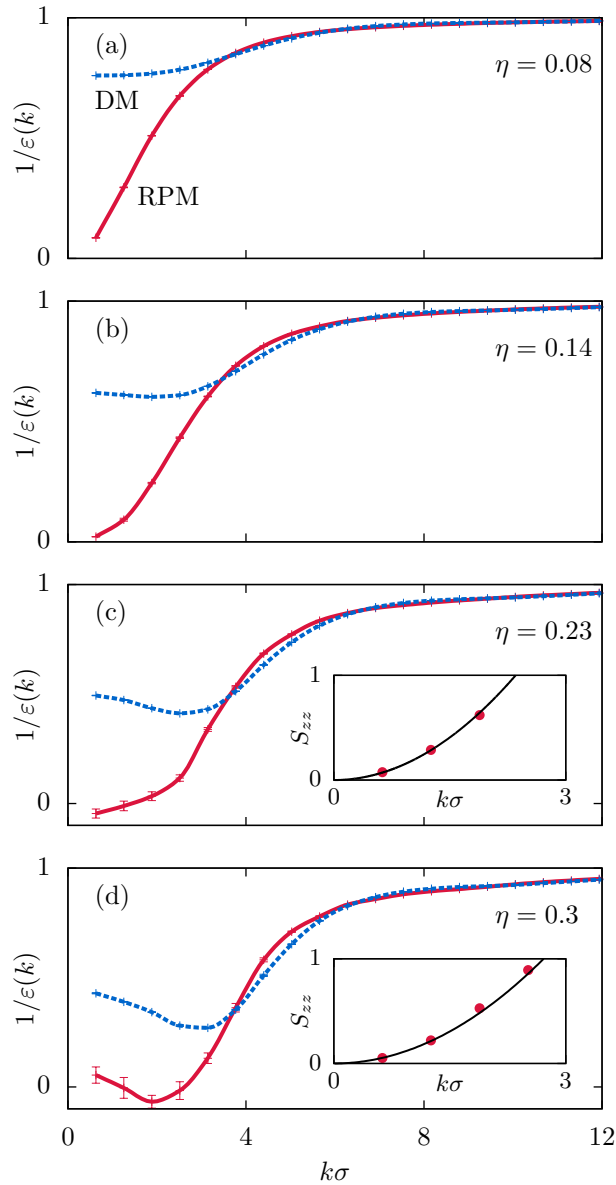 1
(a)
η = 0.08
DM
1/ε(k)
RPM
0
1
(b)
η = 0.14
1/ε(k)
0
1
(c)
η = 0.23
1
1/ε(k)
S_zz
0
0 kσ 3
0
1
(d)
η = 0.3
1
1/ε(k)
S_zz
0
0 kσ 3
0
0 4 8 12
kσ